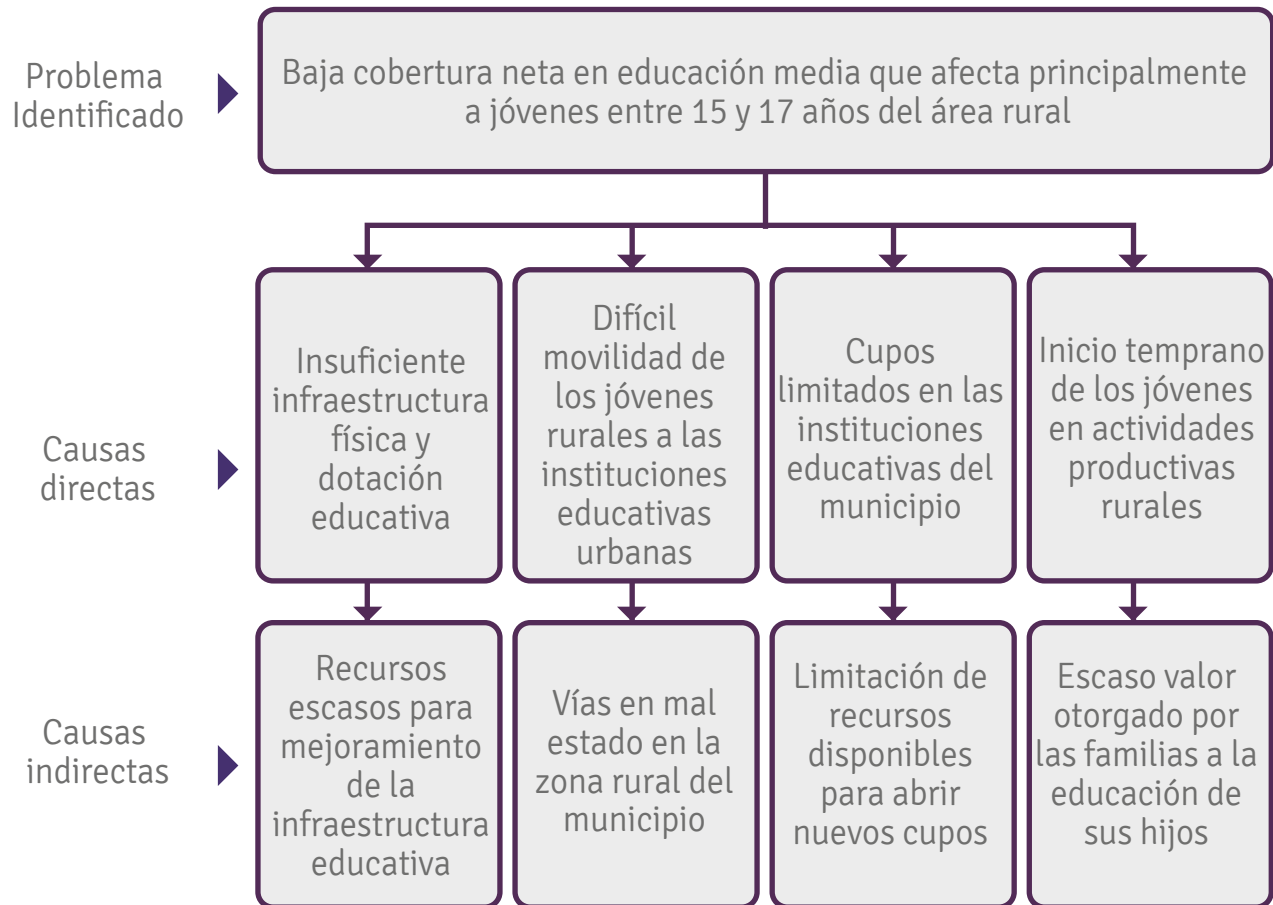 Problema
Identificado
Baja cobertura neta en educación media que afecta principalmente
a jóvenes entre 15 y 17 años del área rural
Causas
directas
Insuficiente
infraestructura
física y
dotación
educativa
Difícil
movilidad de
los jóvenes
rurales a las
instituciones
educativas
urbanas
Cupos
limitados en las
instituciones
educativas del
municipio
Inicio temprano
de los jóvenes
en actividades
productivas
rurales
Causas
indirectas
Recursos
escasos para
mejoramiento
de la
infraestructura
educativa
Vías en mal
estado en la
zona rural del
municipio
Limitación de
recursos
disponibles
para abrir
nuevos cupos
Escaso valor
otorgado por
las familias a la
educación de
sus hijos